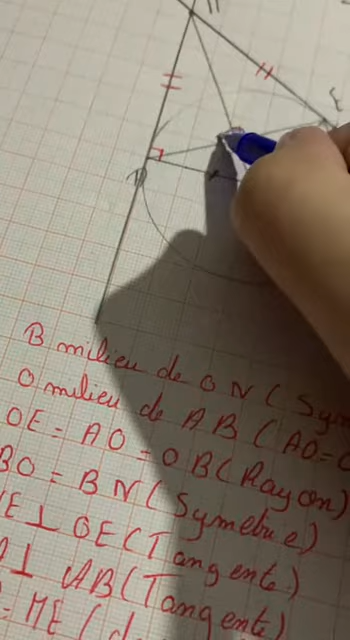 B milieu de ON (Sym
O milieu de AB (AO=O
OE = AO = OB (Rayon)
BO = BN (Symetrie)
E ⊥ OE (Tangente)
⊥ AB (Tangente)
= ME (